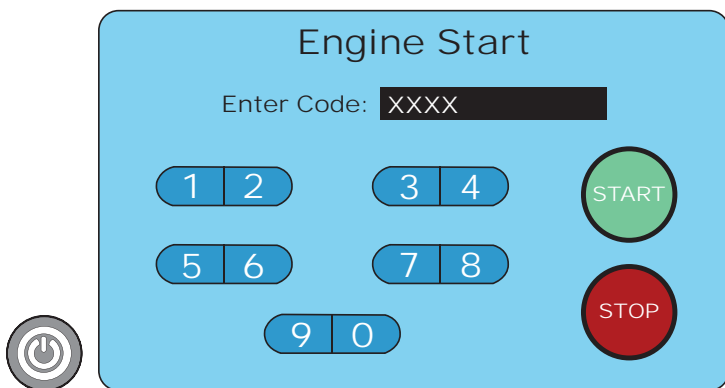 Engine Start
Enter Code: XXXX
1 2 3 4 START
5 6 7 8
9 0 STOP